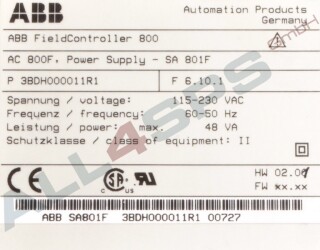 ABB
Automation Products
Germany
ABB FieldController 800
AC 800F, Power Supply - SA 801F
P 3BDH000011R1 F 6.10.1
Spannung / voltage: 115-230 VAC
Frequenz / frequency: 60-50 Hz
Leistung / power: max. 48 VA
Schutzklasse / class of equipment: II
CE
HW 02.0
FW xx.xx
ABB SA801F 3BDH000011R1 00727
ALL4SPS GmbH